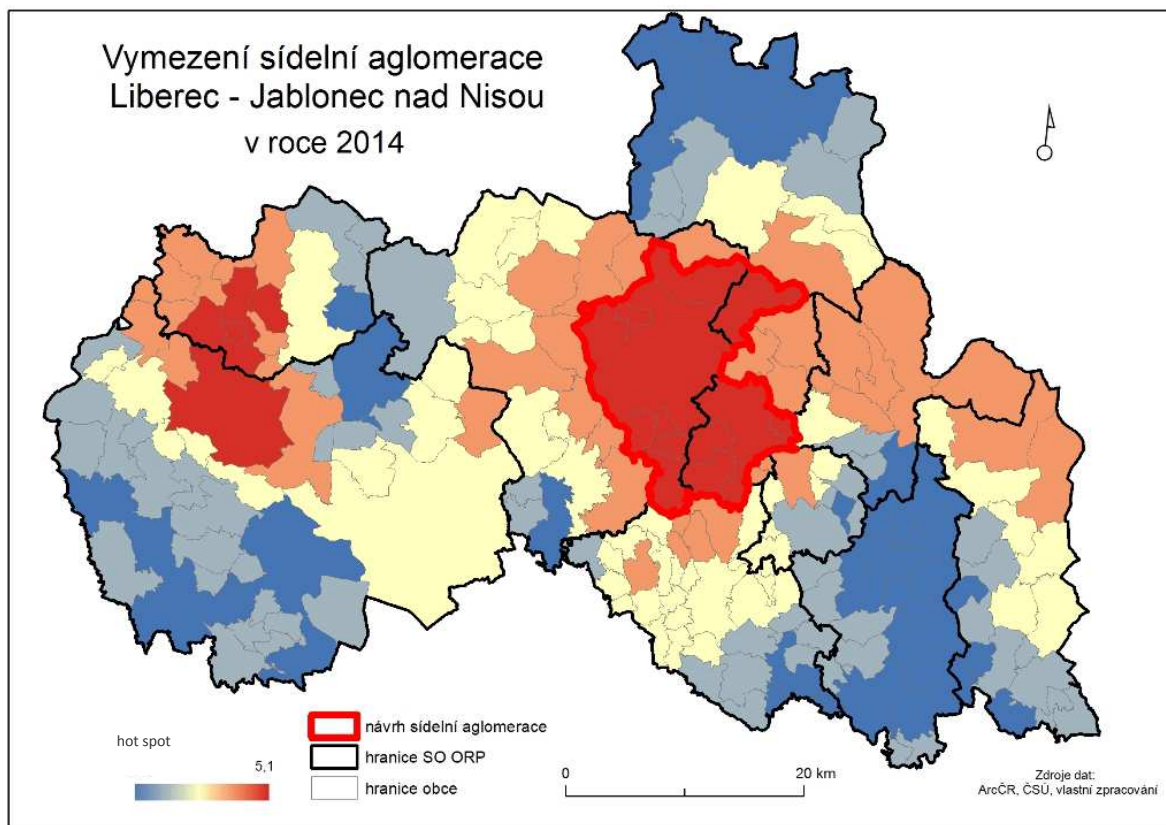 Vymezení sídelní aglomerace
Liberec - Jablonec nad Nisou
v roce 2014
hot spot
5,1
návrh sídelní aglomerace
hranice SO ORP
hranice obce
0
20 km
Zdroje dat:
ArcČR, ČSÚ, vlastní zpracování